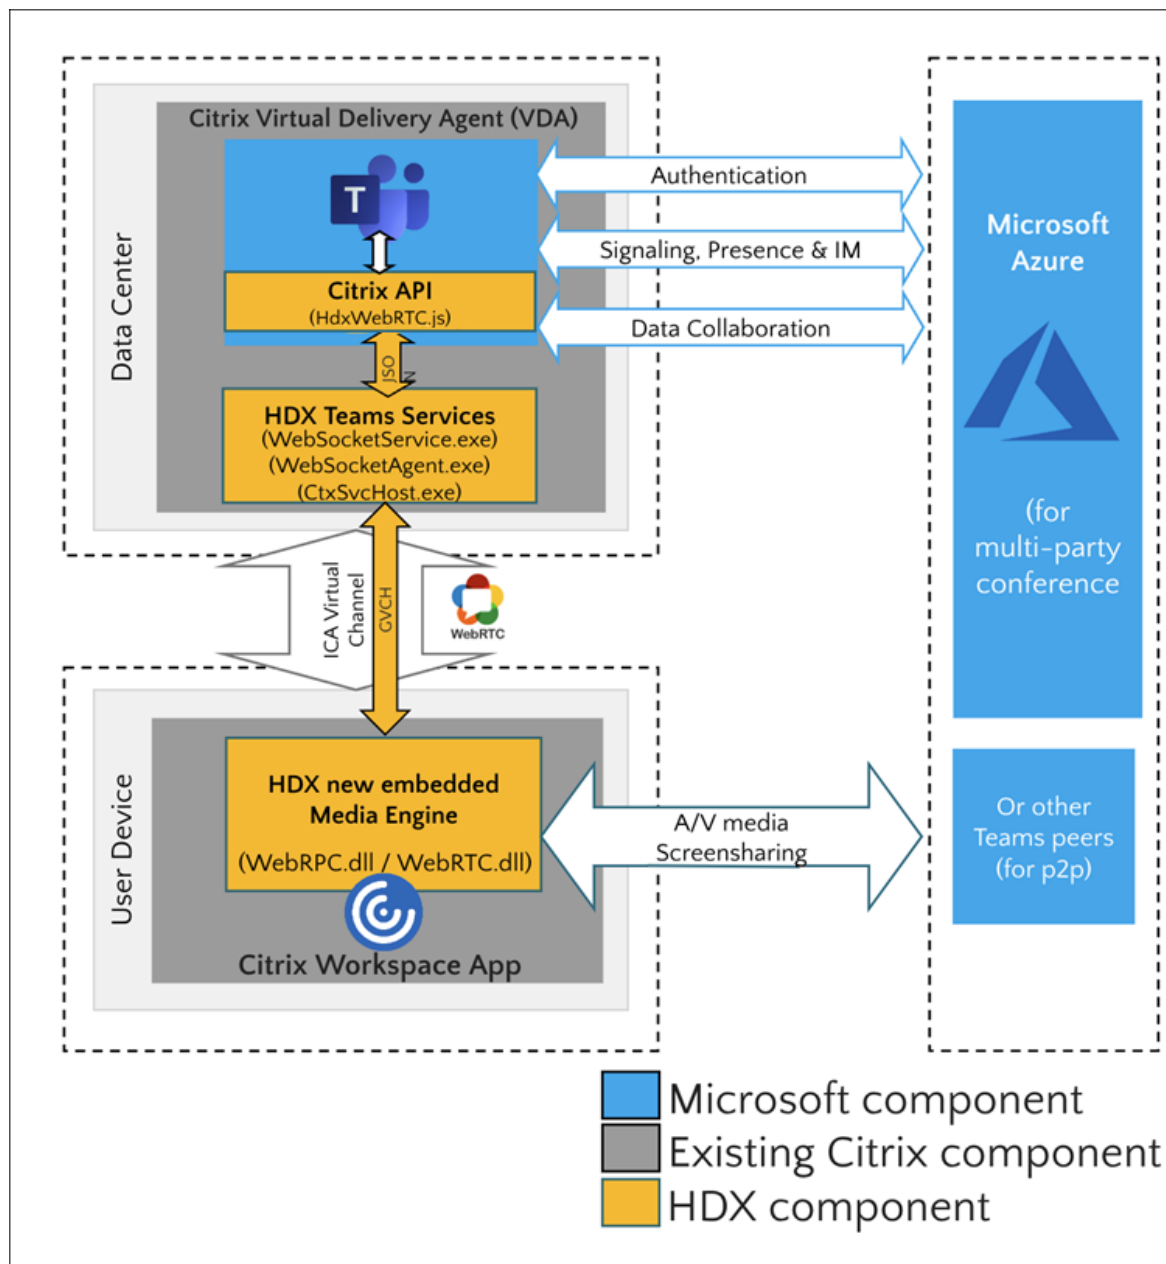 Citrix Virtual Delivery Agent (VDA)
T
Citrix API
(HdxWebRTC.js)
JSO
N
HDX Teams Services
(WebSocketService.exe)
(WebSocketAgent.exe)
(CtxSvcHost.exe)
Data Center
Authentication
Signaling, Presence & IM
Data Collaboration
Microsoft
Azure
(for
multi-party
conference
ICA Virtual
Channel
GVCH
WebRTC
User Device
HDX new embedded
Media Engine
(WebRPC.dll / WebRTC.dll)
Citrix Workspace App
A/V media
Screensharing
Or other
Teams peers
(for p2p)
Microsoft component
Existing Citrix component
HDX component